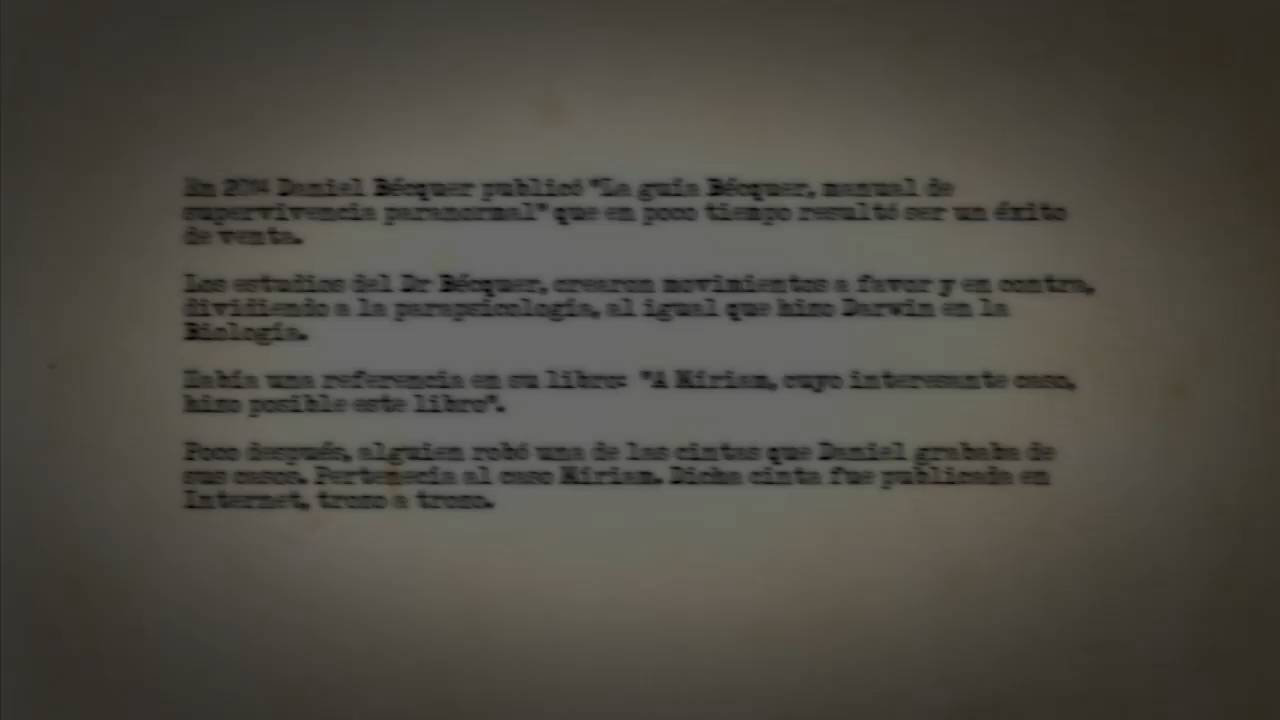 En 2014 Daniel Bécquer publicó "La guía Bécquer, manual de
supervivencia paranormal" que en poco tiempo resultó ser un éxito
de venta.
Los estudios del Dr Bécquer, crearon movimientos a favor y en contra,
dividiendo a la parapsicología, al igual que hizo Darwin en la
Biología.
Había una referencia en su libro: "A Miriam, cuyo interesante caso,
hizo posible este libro".
Poco después, alguien robó una de las cintas que Daniel grababa de
sus casos. Pertenecía al caso Miriam. Dicha cinta fue publicada en
Internet, trozo a trozo.